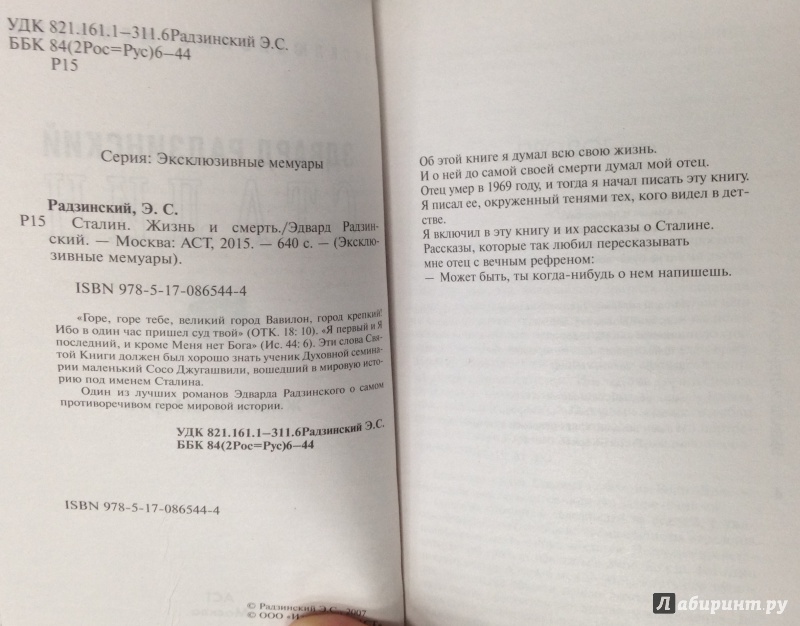 УДК 821.161.1–311.6Радзинский Э.С.
ББК 84(2Рос=Рус)6–44
Р15
Серия: Эксклюзивные мемуары
Радзинский, Э. С.
Р15 Сталин. Жизнь и смерть./Эдвард Радзин-
ский. — Москва: АСТ, 2015. — 640 с. — (Эксклю-
зивные мемуары).
ISBN 978-5-17-086544-4
«Горе, горе тебе, великий город Вавилон, город крепкий!
Ибо в один час пришел суд твой» (ОТК. 18: 10). «Я первый и Я
последний, и кроме Меня нет Бога» (Ис. 44: 6). Эти слова Свя-
той Книги должен был хорошо знать ученик Духовной семина-
рии маленький Сосо Джугашвили, вошедший в мировую исто-
рию под именем Сталина.
Один из лучших романов Эдварда Радзинского о самом
противоречивом герое мировой истории.
УДК 821.161.1–311.6Радзинский Э.С.
ББК 84(2Рос=Рус)6–44
ISBN 978-5-17-086544-4
© Радзинский Э.С., 2007
© ООО
Об этой книге я думал всю свою жизнь.
И о ней до самой своей смерти думал мой отец.
Отец умер в 1969 году, и тогда я начал писать эту книгу.
Я писал ее, окруженный тенями тех, кого видел в дет-
стве.
Я включил в эту книгу и их рассказы о Сталине.
Рассказы, которые так любил пересказывать
мне отец с вечным рефреном:
— Может быть, ты когда-нибудь о нем напишешь.
Лабиринт.ру